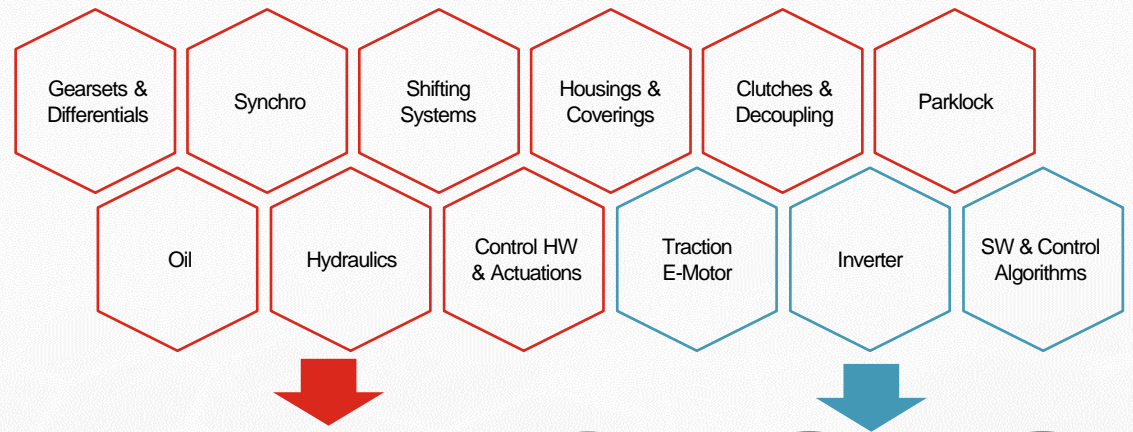 Gearsets &
Differentials
Synchro
Shifting
Systems
Housings &
Coverings
Clutches &
Decoupling
Parklock
Oil
Hydraulics
Control HW
& Actuations
Traction
E-Motor
Inverter
SW & Control
Algorithms